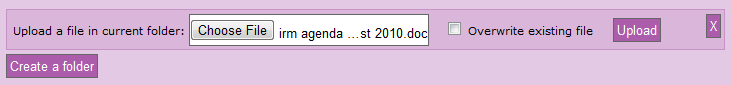 Upload a file in current folder: Choose File irm agenda ...st 2010.doc Overwrite existing file Upload X
Create a folder